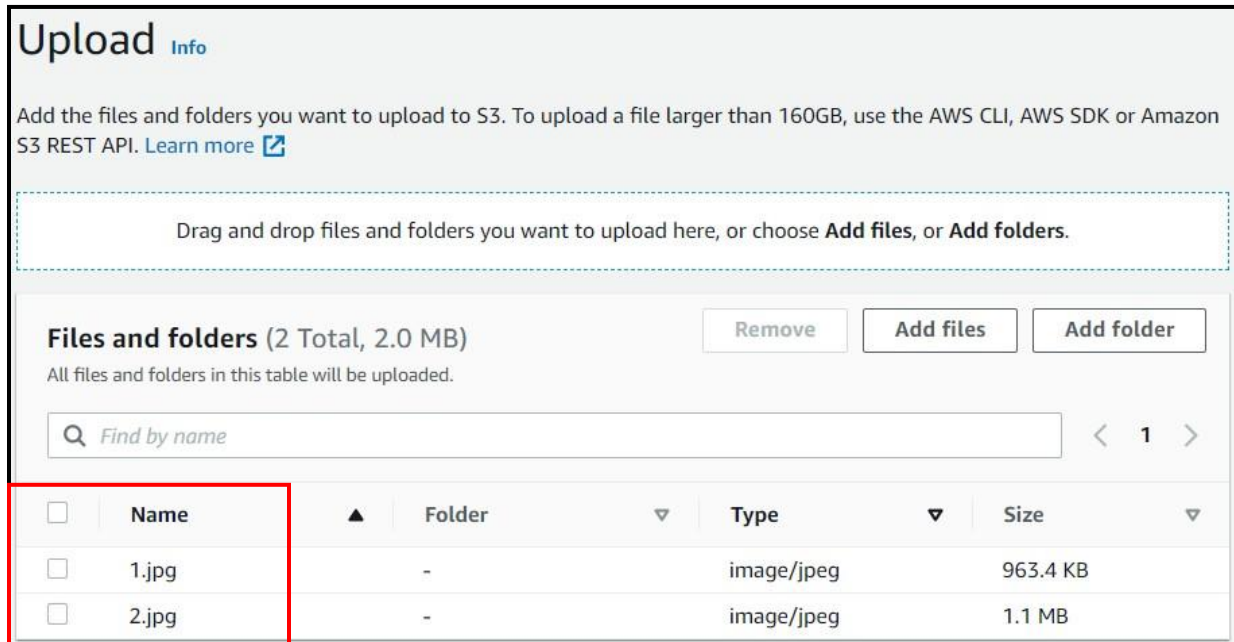 Upload Info
Add the files and folders you want to upload to S3. To upload a file larger than 160GB, use the AWS CLI, AWS SDK or Amazon
S3 REST API. Learn more
Drag and drop files and folders you want to upload here, or choose Add files, or Add folders.
Files and folders (2 Total, 2.0 MB) Remove Add files Add folder
All files and folders in this table will be uploaded.
Find by name 1
Name Folder Type Size
1.jpg - image/jpeg 963.4 KB
2.jpg - image/jpeg 1.1 MB